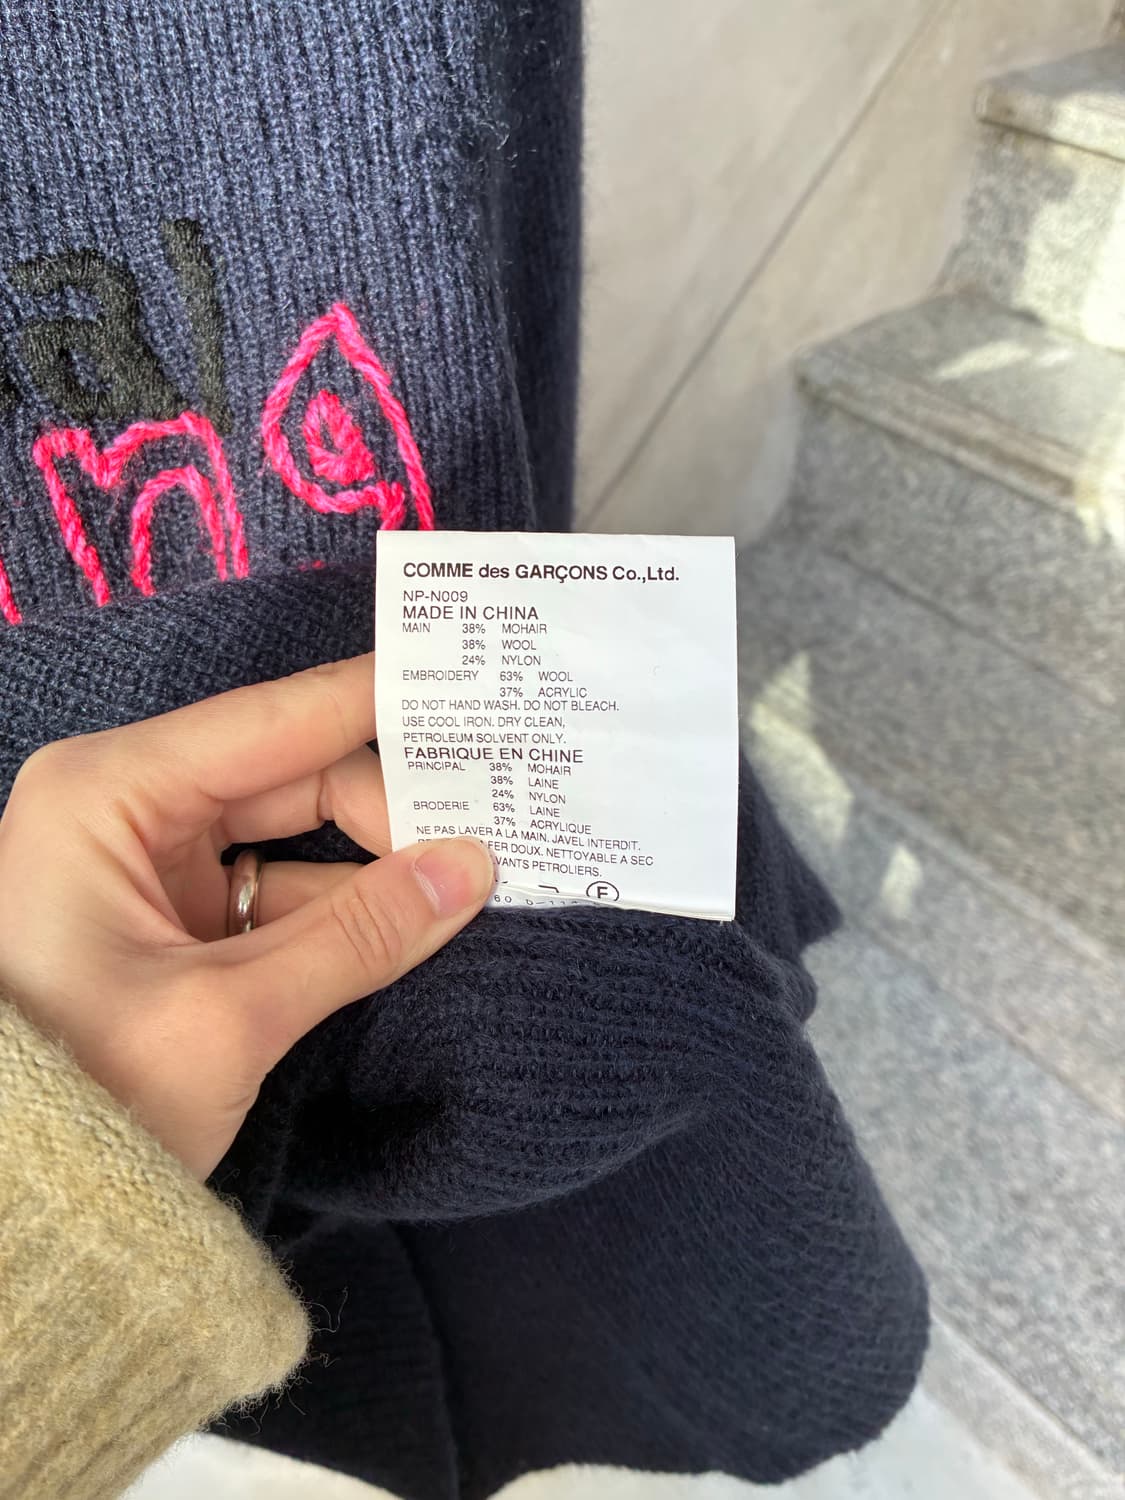 al
COMME des GARÇONS Co.,Ltd.
NP-N009
MADE IN CHINA
MAIN 38% MOHAIR
38% WOOL
24% NYLON
EMBROIDERY 63% WOOL
37% ACRYLIC
DO NOT HAND WASH. DO NOT BLEACH.
USE COOL IRON. DRY CLEAN,
PETROLEUM SOLVENT ONLY.
FABRIQUE EN CHINE
PRINCIPAL 38% MOHAIR
38% LAINE
24% NYLON
BRODERIE 63% LAINE
37% ACRYLIQUE
NE PAS LAVER A LA MAIN. JAVEL INTERDIT.
FER DOUX. NETTOYABLE A SEC
PETROLIERS.
F